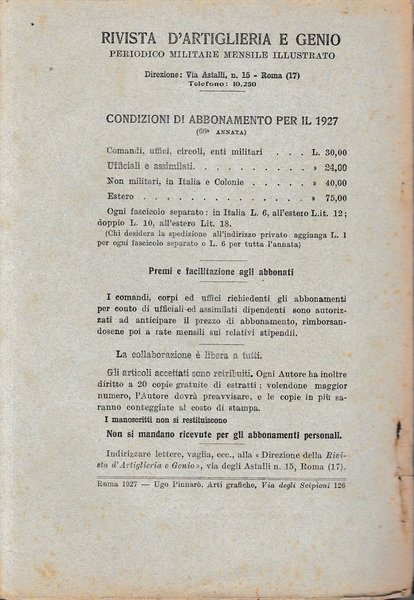 RIVISTA D'ARTIGLIERIA E GENIO
PERIODICO MILITARE MENSILE ILLUSTRATO
Direzione: Via Astalli, n. 15 - Roma (17)
Telefono: 10,250
CONDIZIONI DI ABBONAMENTO PER IL 1927
(66ª ANNATA)
Comandi, uffici, circoli, enti militari . . . L. 30,00
Ufficiali e assimilati. . . . . . . . . » 24,00
Non militari, in Italia e Colonie . . . . . » 40,00
Estero . . . . . . . . . . . . » 75,00
Ogni fascicolo separato: in Italia L. 6, all'estero Lit. 12;
doppio L. 10, all'estero Lit. 18.
(Chi desidera la spedizione all'indirizzo privato aggiunga L. 1
per ogni fascicolo separato o L. 6 per tutta l'annata)
Premi e facilitazione agli abbonati
I comandi, corpi ed uffici richiedenti gli abbonamenti
per conto di ufficiali ed assimilati dipendenti sono autoriz-
zati ad anticipare il prezzo di abbonamento, rimborsan-
dosene poi a rate mensili sui relativi stipendii.
La collaborazione è libera a tutti.
Gli articoli accettati sono retribuiti. Ogni Autore ha inoltre
diritto a 20 copie gratuite di estratti; volendone maggior
numero, l'Autore dovrà preavvisare, e le copie in più sa-
ranno conteggiate al costo di stampa.
I manoscritti non si restituiscono
Non si mandano ricevute per gli abbonamenti personali.
Indirizzare lettere, vaglia, ecc., alla « Direzione della Rivi-
sta d'Artiglieria e Genio », via degli Astalli n. 15, Roma (17).
Roma 1927 — Ugo Pinnarò. Arti grafiche, Via degli Scipioni 126